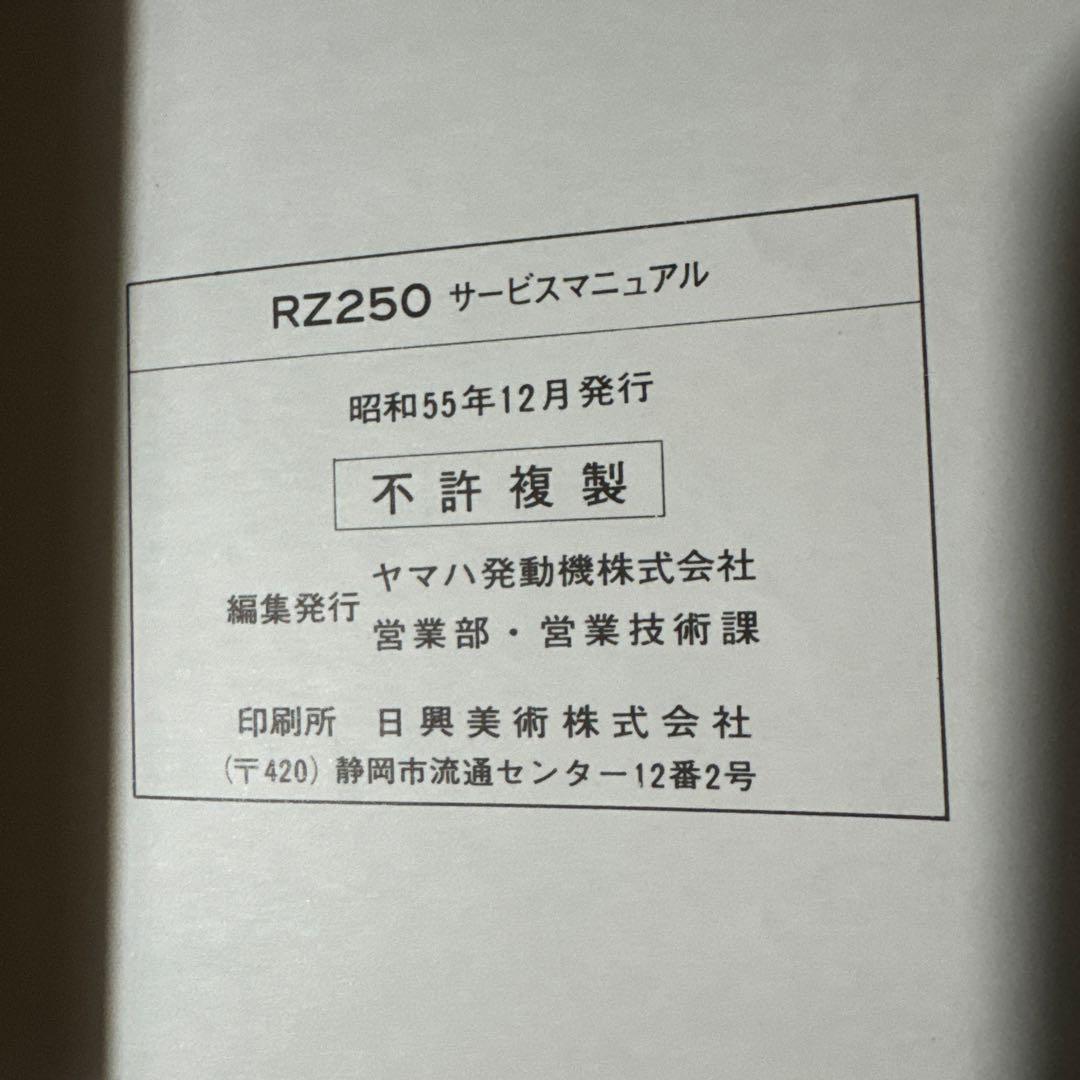 RZ250 サービスマニュアル
昭和55年12月発行
不許複製
編集発行 ヤマハ発動機株式会社
営業部・営業技術課
印刷所 日興美術株式会社
(〒420) 静岡市流通センター12番2号